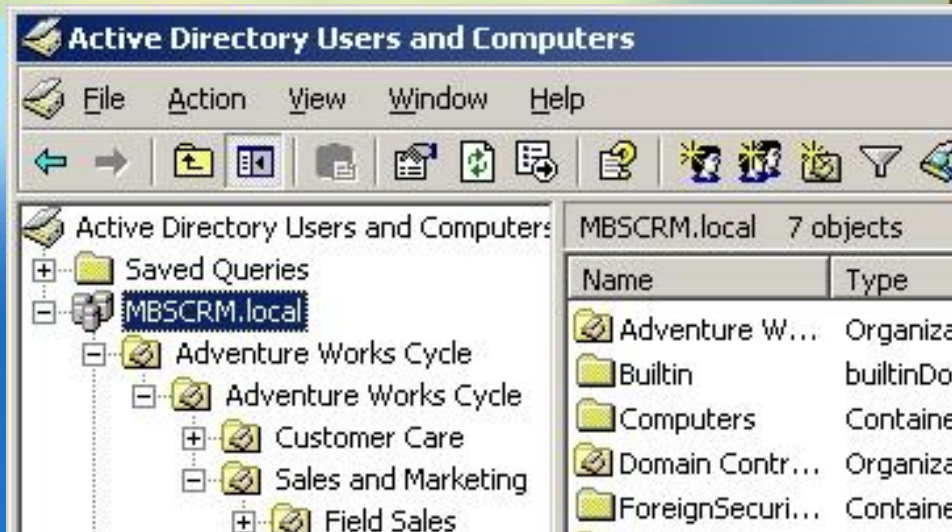 Active Directory Users and Computers
File Action View Window Help
Active Directory Users and Computers
Saved Queries
MBSCRM.local
Adventure Works Cycle
Adventure Works Cycle
Customer Care
Sales and Marketing
Field Sales
MBSCRM.local 7 objects
Name Type
Adventure W... Organiza
Builtin builtinDo
Computers Containe
Domain Contr... Organiza
ForeignSecuri... Containe